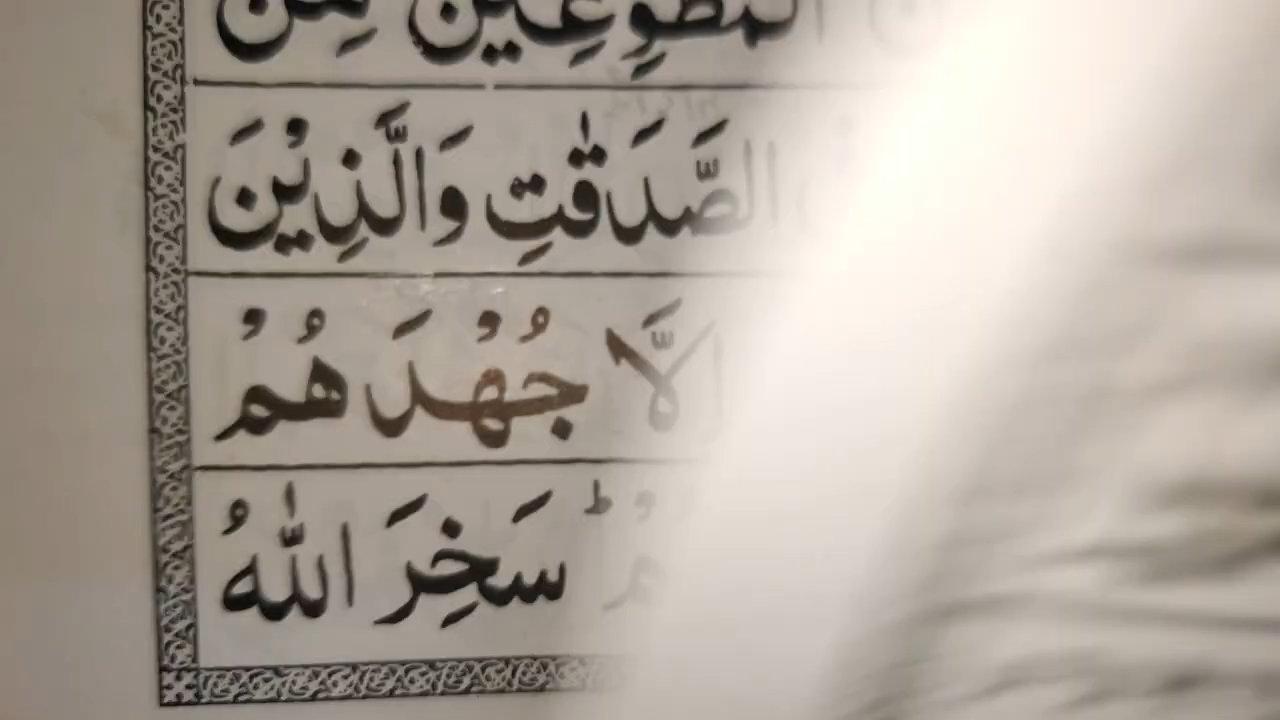 الْمُطَّوِّعِيْنَ مِنَ
الصَّدَقٰتِ وَالَّذِيْنَ
اِلَّا جُهْدَهُمْ
سَخِرَ اللّٰهُ